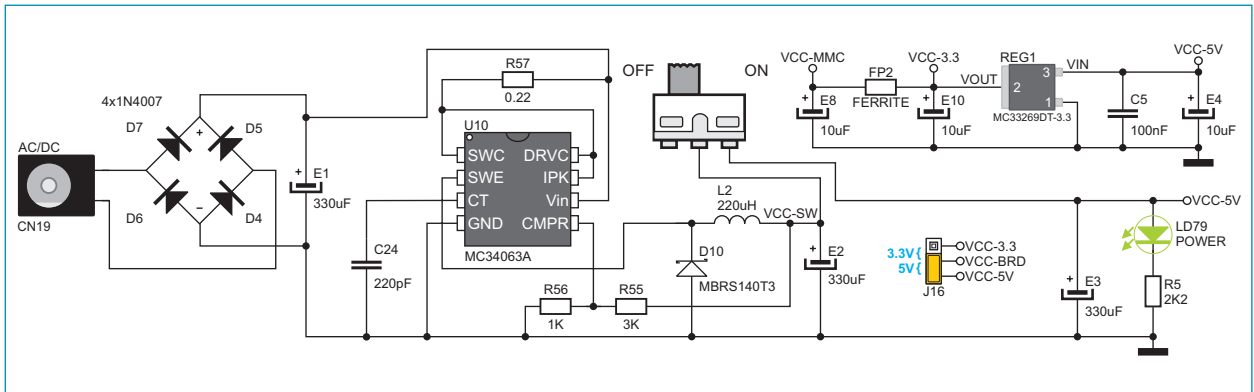 AC/DC
CN19
4x1N4007
D7
D5
D6
D4
+
–
+
E1
330uF
R57
0.22
U10
SWC
SWE
CT
GND
DRVC
IPK
Vin
CMPR
MC34063A
C24
220pF
R56
1K
R55
3K
OFF
ON
L2
220uH
VCC-SW
D10
MBRS140T3
+
E2
330uF
VCC-MMC
FP2
FERRITE
+
E8
10uF
VCC-3.3
+
E10
10uF
REG1
VOUT
VIN
3
2
1
MC33269DT-3.3
C5
100nF
VCC-5V
+
E4
10uF
3.3V{
5V{
VCC-3.3
VCC-BRD
VCC-5V
J16
+
E3
330uF
VCC-5V
LD79
POWER
R5
2K2